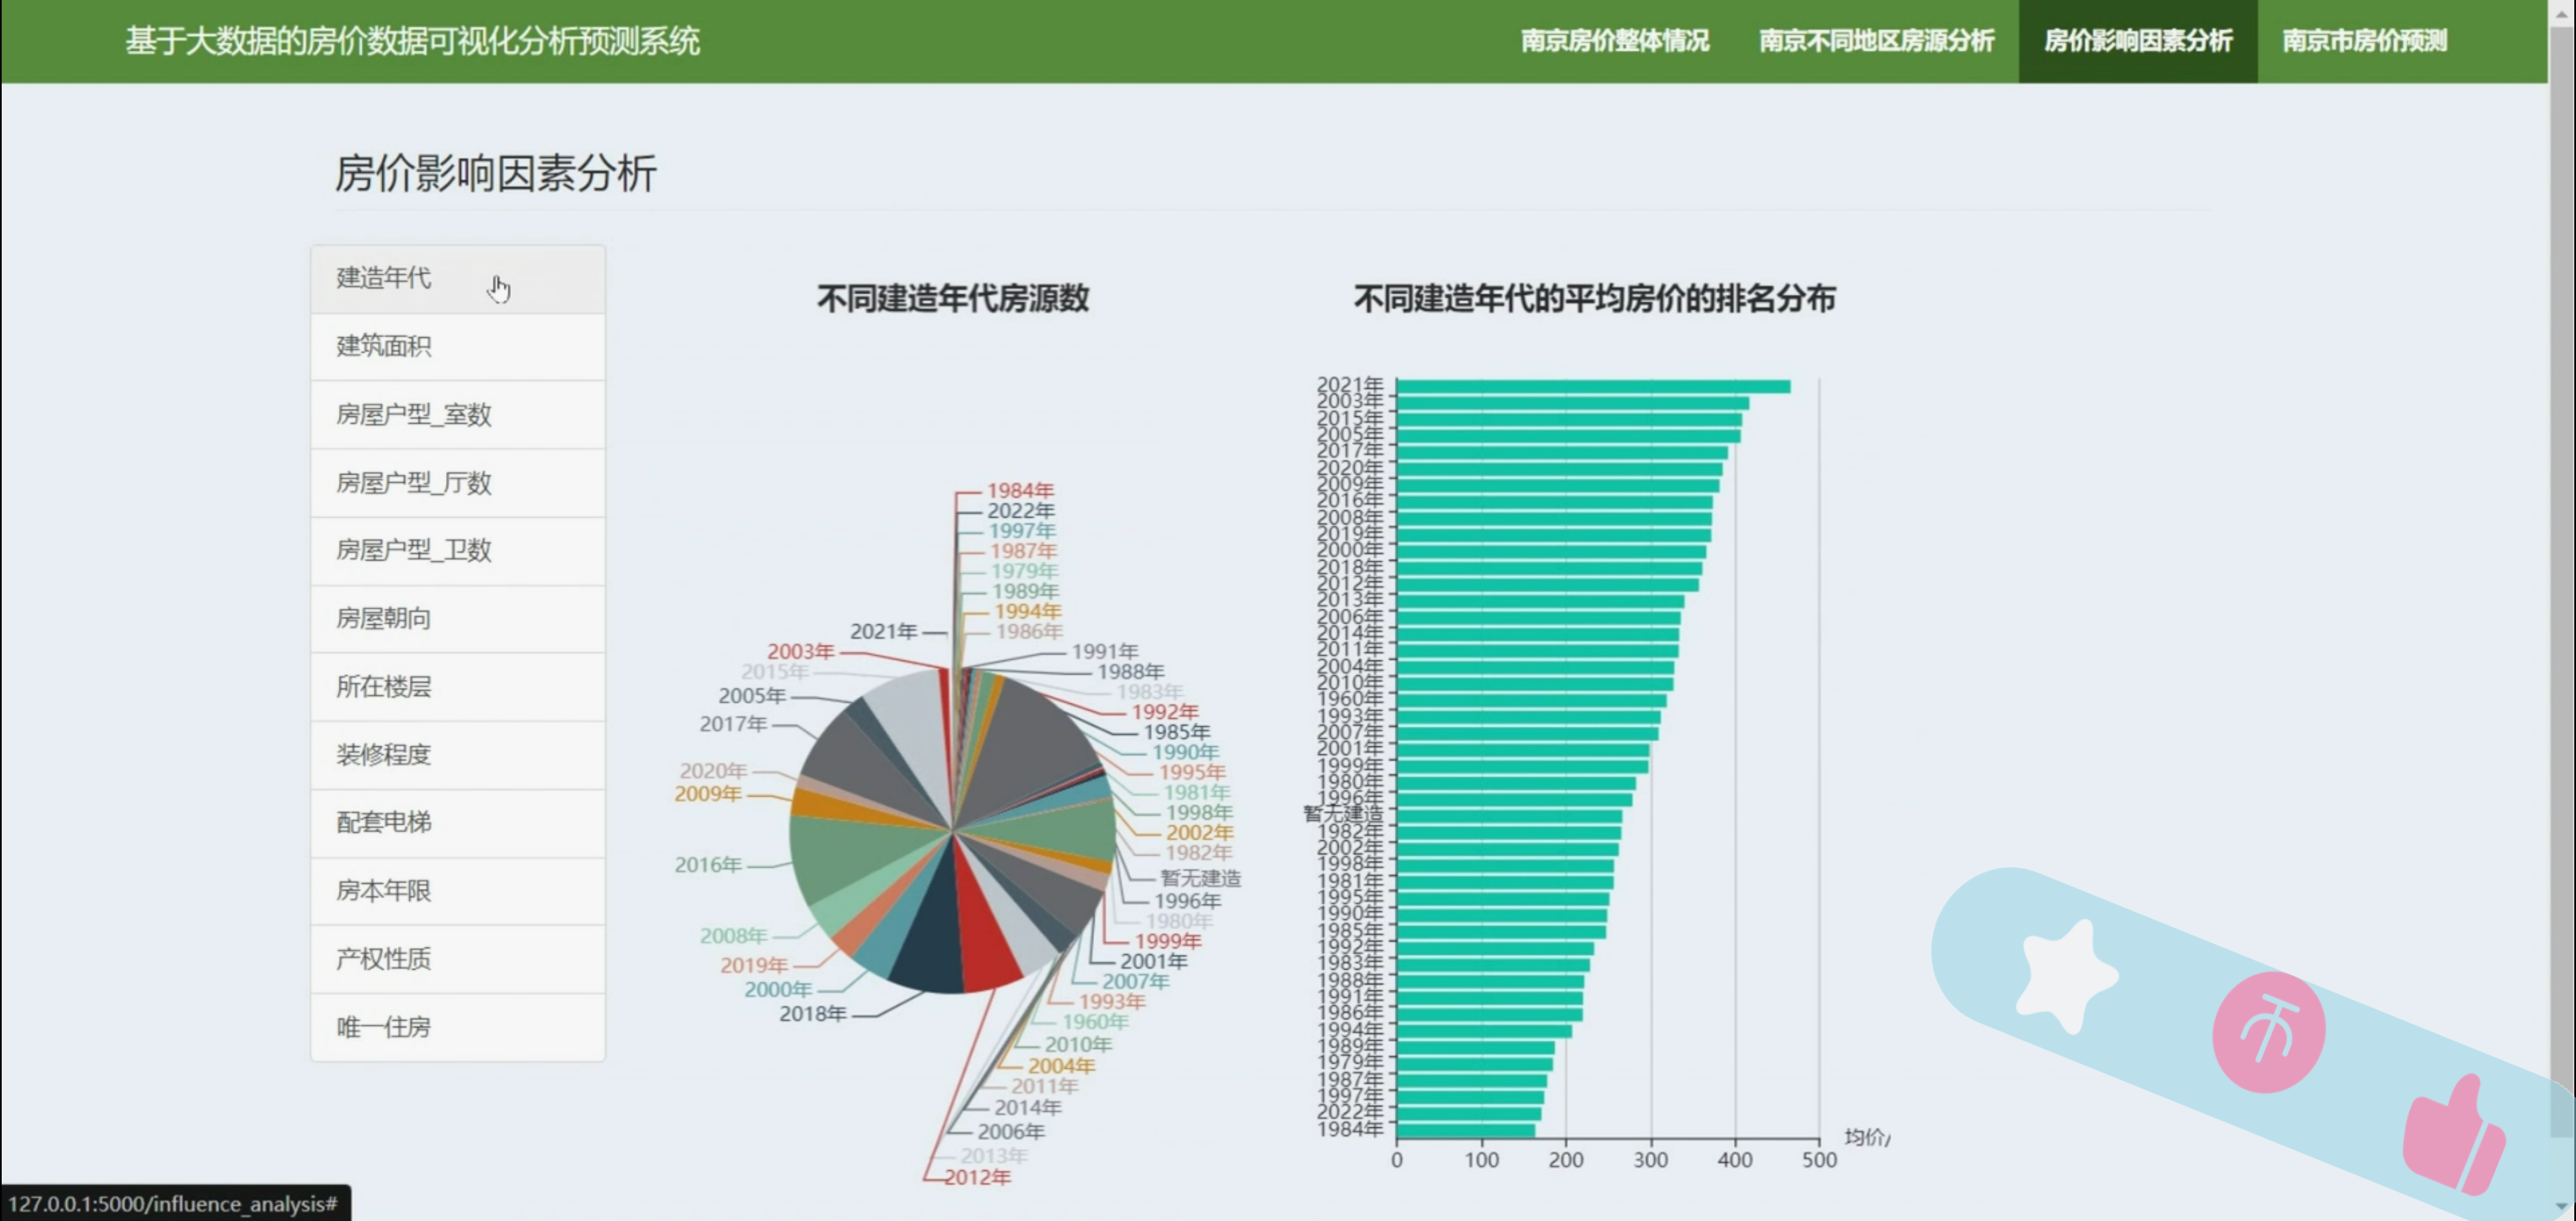 基于大数据的房价数据可视化分析预测系统
南京房价整体情况
南京不同地区房源分析
房价影响因素分析
南京市房价预测
房价影响因素分析
建造年代
建筑面积
房屋户型_室数
房屋户型_厅数
房屋户型_卫数
房屋朝向
所在楼层
装修程度
配套电梯
房本年限
产权性质
唯一住房
不同建造年代房源数
1984年
2022年
1997年
1987年
1979年
1989年
1994年
1986年
1991年
1988年
1983年
1992年
1985年
1990年
1995年
1981年
1998年
2002年
1982年
暂无建造
1996年
1980年
1999年
2001年
2007年
1993年
1960年
2010年
2004年
2011年
2014年
2006年
2013年
2012年
2018年
2000年
2019年
2008年
2016年
2009年
2020年
2017年
2005年
2015年
2003年
2021年
不同建造年代的平均房价的排名分布
2021年
2003年
2015年
2005年
2017年
2020年
2009年
2016年
2008年
2019年
2000年
2018年
2012年
2013年
2006年
2014年
2011年
2004年
2010年
1960年
1993年
2007年
2001年
1999年
1980年
1996年
暂无建造
1982年
2002年
1998年
1981年
1995年
1990年
1985年
1992年
1983年
1988年
1991年
1986年
1994年
1989年
1979年
1987年
1997年
2022年
1984年
0 100 200 300 400 500
均价/
127.0.0.1:5000/influence_analysis#